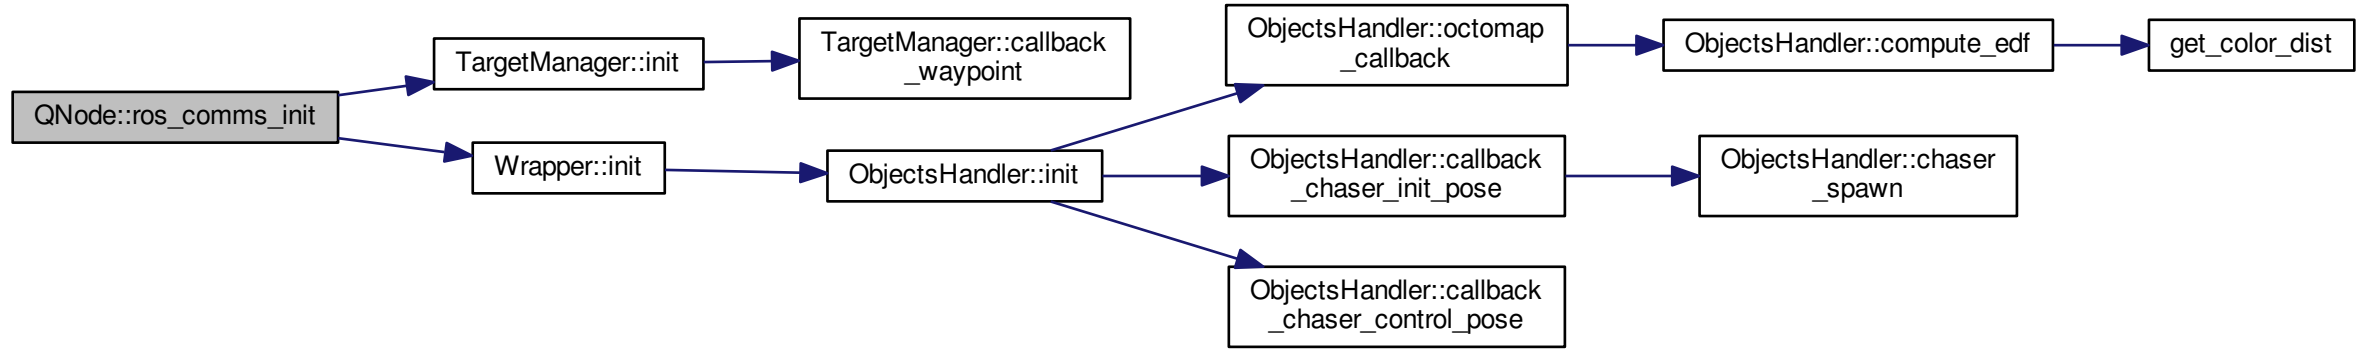 QNode::ros_comms_init
TargetManager::init
TargetManager::callback
_waypoint
Wrapper::init
ObjectsHandler::init
ObjectsHandler::octomap
_callback
ObjectsHandler::compute_edf
get_color_dist
ObjectsHandler::callback
_chaser_init_pose
ObjectsHandler::chaser
_spawn
ObjectsHandler::callback
_chaser_control_pose